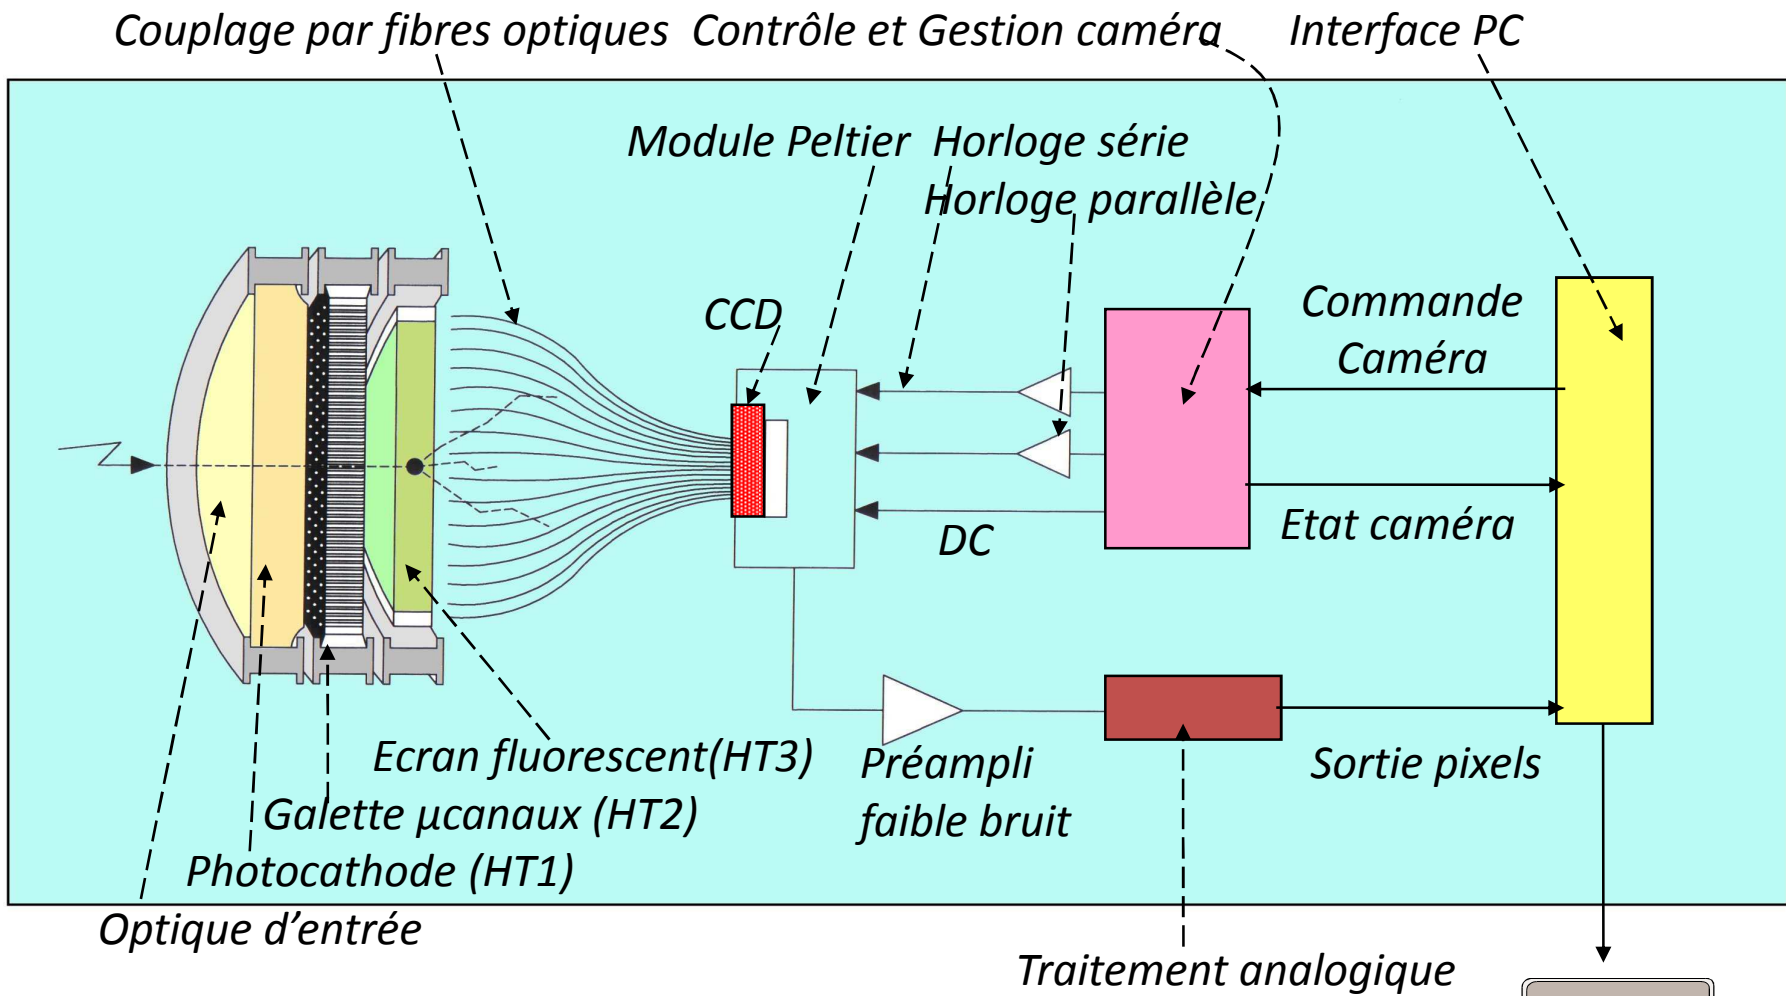 Couplage par fibres optiques
Contrôle et Gestion caméra
Interface PC
Module Peltier
Horloge série
Horloge parallèle
CCD
Commande
Caméra
Etat caméra
DC
Ecran fluorescent(HT3)
Préampli
faible bruit
Sortie pixels
Galette µcanaux (HT2)
Photocathode (HT1)
Optique d’entrée
Traitement analogique